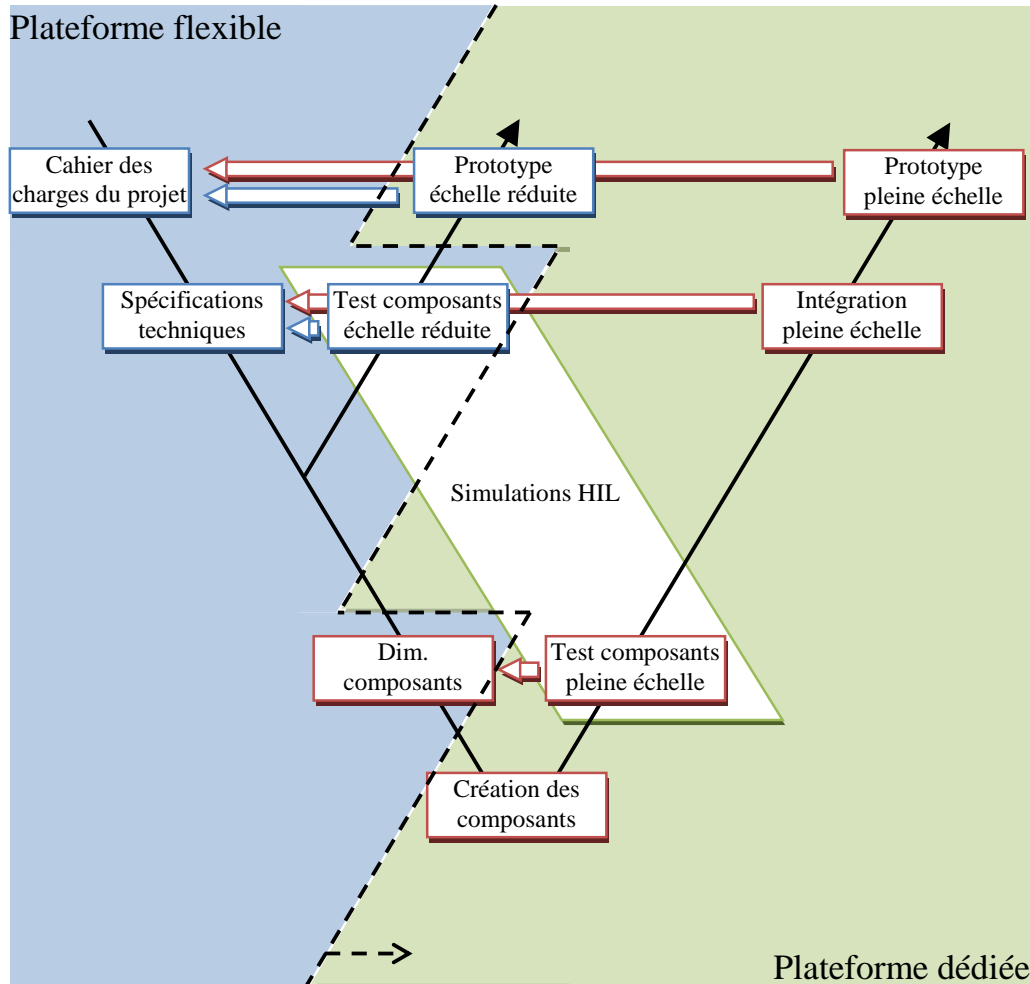 Plateforme flexible
Cahier des
charges du projet
Prototype
échelle réduite
Prototype
pleine échelle
Spécifications
techniques
Test composants
échelle réduite
Intégration
pleine échelle
Simulations HIL
Dim.
composants
Test composants
pleine échelle
Création des
composants
Plateforme dédiée